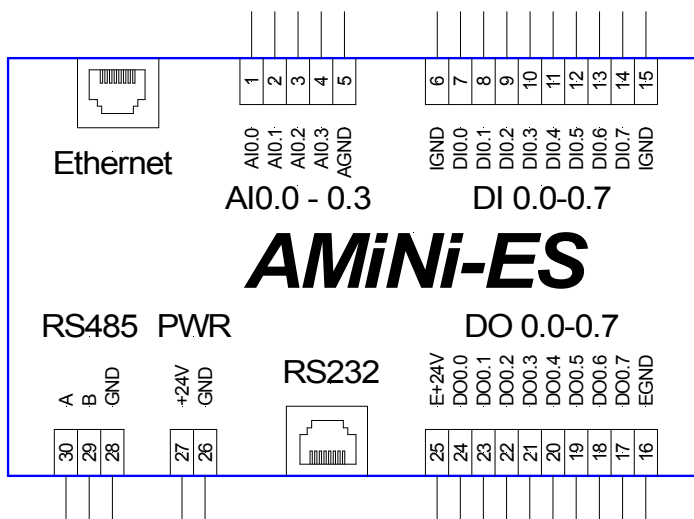 1 2 3 4 5 6 7 8 9 10 11 12 13 14 15
AI0.0 AI0.1 AI0.2 AI0.3 AGND IGND DI0.0 DI0.1 DI0.2 DI0.3 DI0.4 DI0.5 DI0.6 DI0.7 IGND
Ethernet
AI0.0 - 0.3 DI 0.0-0.7
AMiNi-ES
RS485 PWR DO 0.0-0.7
RS232
A B GND +24V GND E+24V DO0.0 DO0.1 DO0.2 DO0.3 DO0.4 DO0.5 DO0.6 DO0.7 EGND
30 29 28 27 26 25 24 23 22 21 20 19 18 17 16